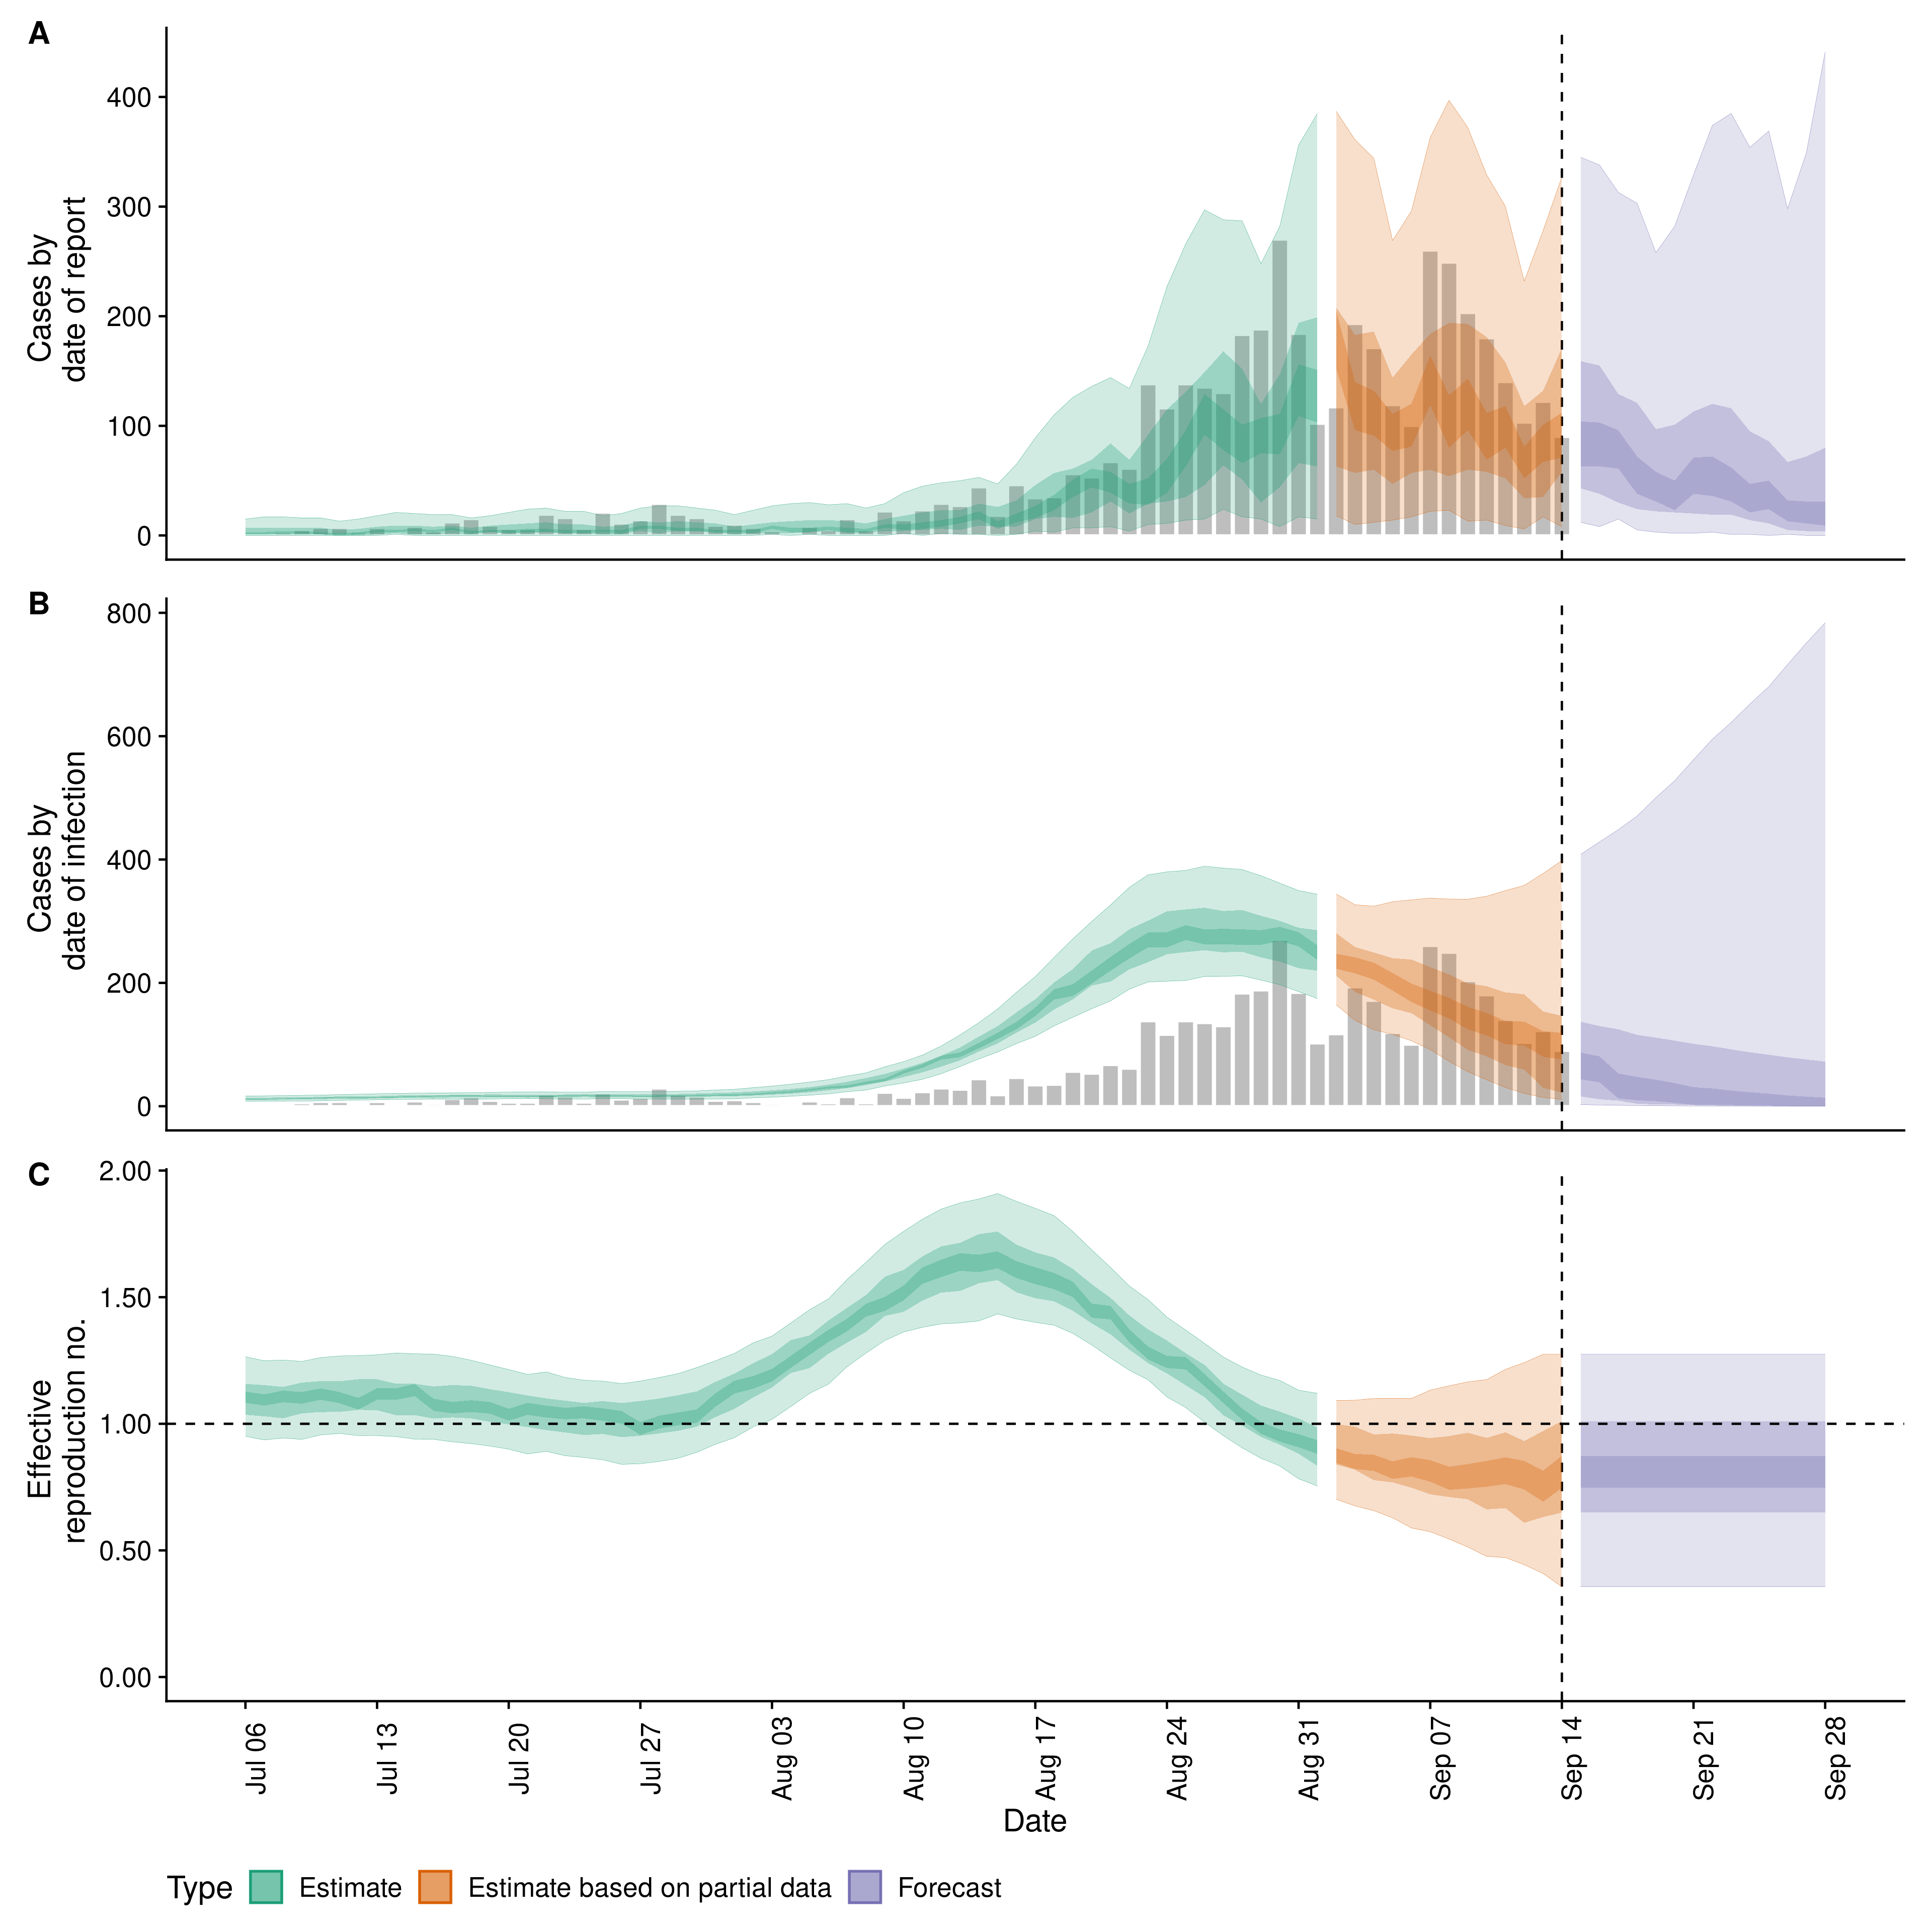 A
Cases by
date of report
400
300
200
100
0
B
Cases by
date of infection
800
600
400
200
0
C
Effective
reproduction no.
2.00
1.50
1.00
0.50
0.00
Jul 06
Jul 13
Jul 20
Jul 27
Aug 03
Aug 10
Aug 17
Aug 24
Aug 31
Sep 07
Sep 14
Sep 21
Sep 28
Date
Type Estimate Estimate based on partial data Forecast